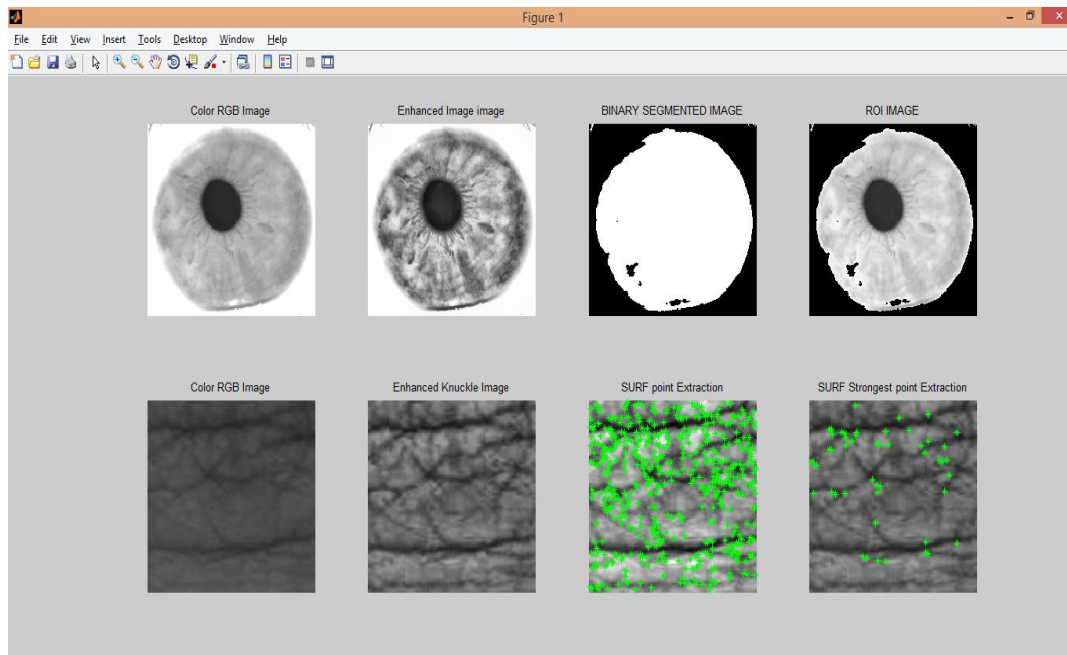 Figure 1
File Edit View Insert Tools Desktop Window Help
Color RGB Image
Enhanced Image image
BINARY SEGMENTED IMAGE
ROI IMAGE
Color RGB Image
Enhanced Knuckle Image
SURF point Extraction
SURF Strongest point Extraction